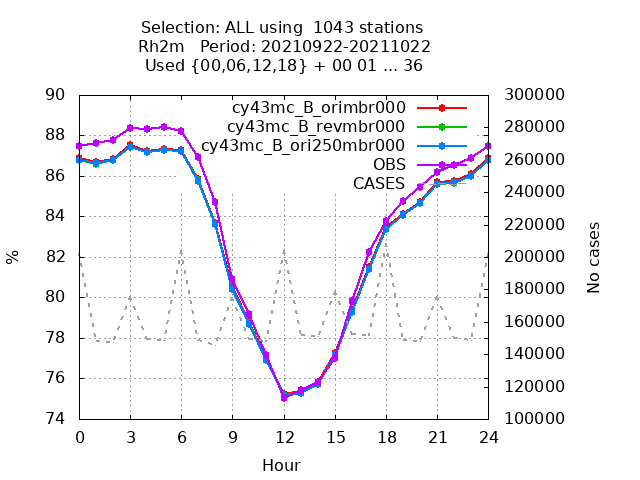 Selection: ALL using  1043 stations
Rh2m   Period: 20210922-20211022
Used {00,06,12,18} + 00 01 ... 36
90 300000
cy43mc_B_orimbr000
cy43mc_B_revmbr000
88 280000
cy43mc_B_ori250mbr000
OBS
86 260000
CASES
240000
84 220000
82 200000
% No cases
80 180000
160000
78 140000
76 120000
74 100000
0 3 6 9 12 15 18 21 24
Hour